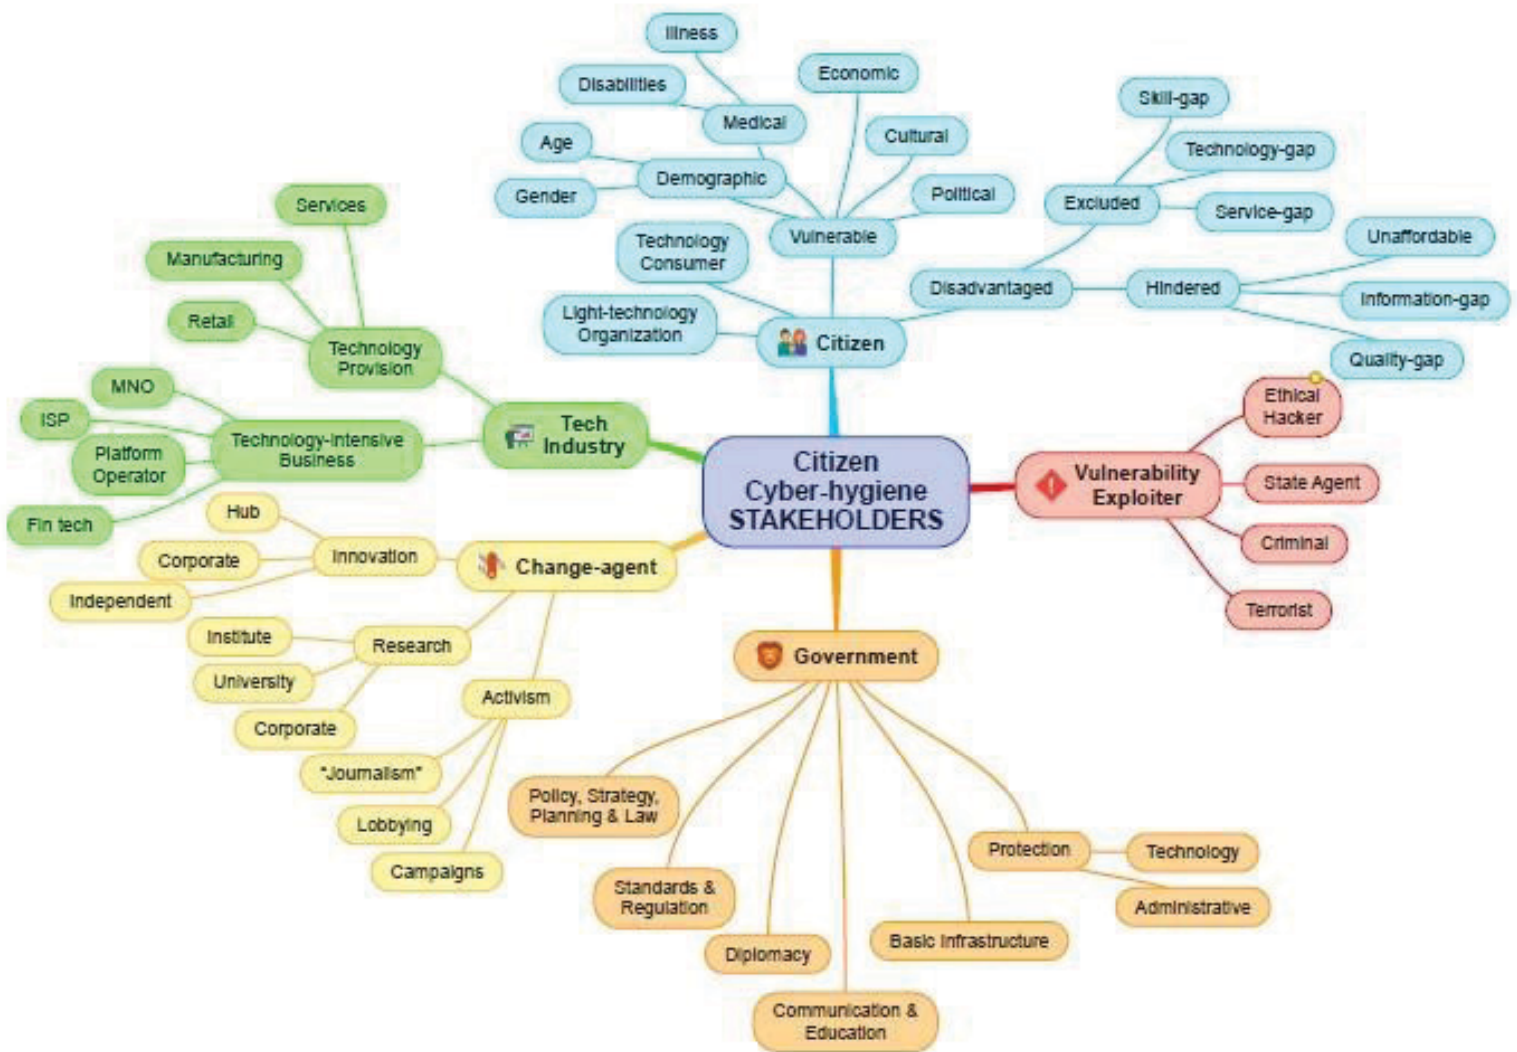 Illness
Economic
Disabilities
Skill-gap
Medical
Cultural
Age
Technology-gap
Demographic
Political
Gender
Excluded
Service-gap
Services
Vulnerable
Unaffordable
Technology
Consumer
Manufacturing
Disadvantaged
Hindered
Information-gap
Light-technology
Organization
Retail
Citizen
Technology
Provision
Quality-gap
MNO
Ethical
Hacker
ISP
Tech
Industry
Technology-intensive
Business
Platform
Operator
Citizen
Cyber-hygiene
STAKEHOLDERS
Vulnerability
Exploiter
State Agent
Fin tech
Hub
Criminal
Corporate
Innovation
Change-agent
Independent
Terrorist
Institute
Research
Government
University
Activism
Corporate
"Journalism"
Policy, Strategy,
Planning & Law
Lobbying
Protection
Technology
Campaigns
Standards &
Regulation
Administrative
Diplomacy
Basic Infrastructure
Communication &
Education